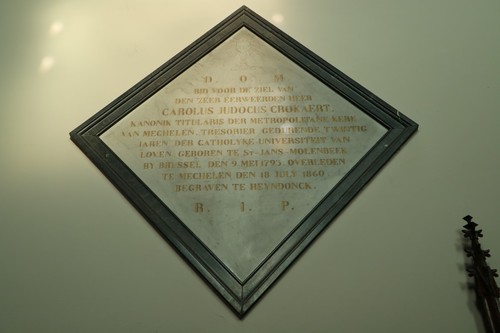 D. O. M.
BID VOOR DE ZIEL VAN
DEN ZEER EERWEERDEN HEER
CAROLUS JUDOCUS CROKAERT.
KANONIK TITULARIS DER METROPOLITANE KERK
VAN MECHELEN, TRESORIER GEDURENDE TWINTIG
JAREN DER CATHOLYKE UNIVERSITEIT VAN
LOVEN, GEBOREN TE ST JANS-MOLENBEEK
BY BRUSSEL DEN 9 MEI 1793 OVERLEDEN
TE MECHELEN DEN 18 JULY 1860
BEGRAVEN TE HEYNDONCK.
R. I. P.